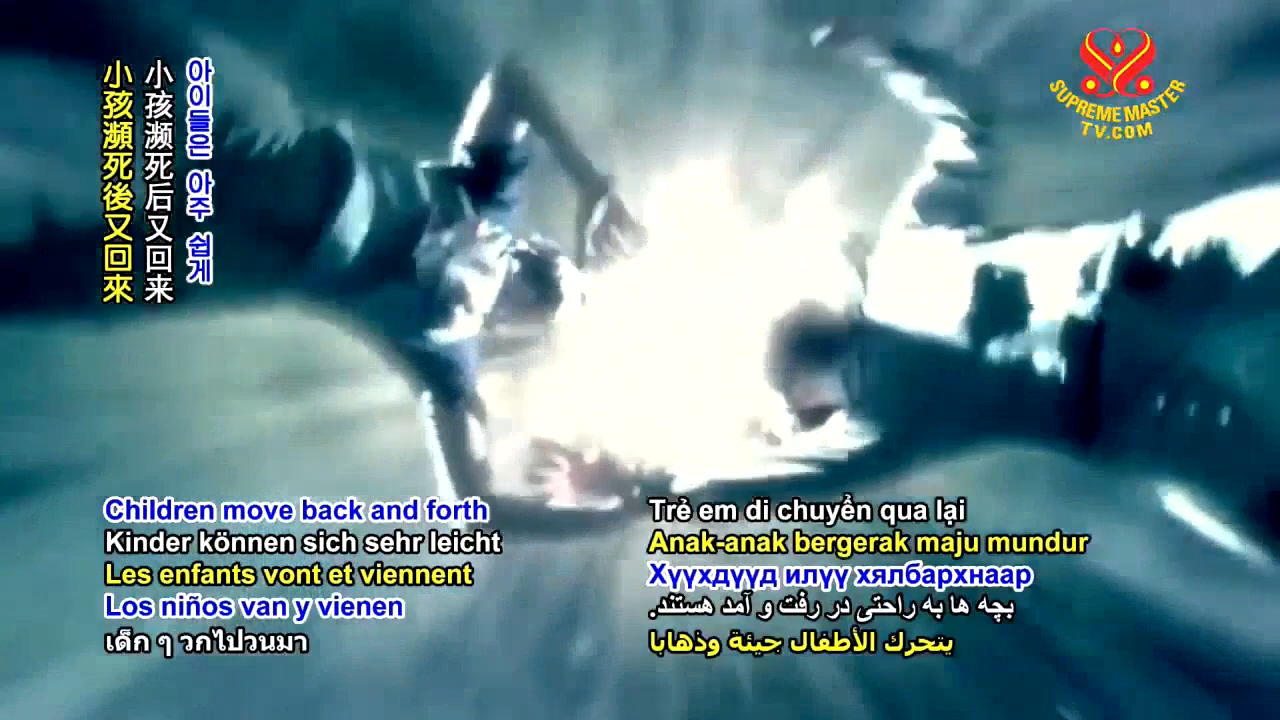 아이들은 아주 쉽게
小孩濒死后又回来
小孩瀕死後又回來
SUPREME MASTER
TV.COM
Children move back and forth
Kinder können sich sehr leicht
Les enfants vont et viennent
Los niños van y vienen
เด็ก ๆ วกไปวนมา
Trẻ em di chuyển qua lại
Anak-anak bergerak maju mundur
Хүүхдүүд илүү хялбархнаар
بچه ها به راحتی در رفت و آمد هستند.
يتحرك الأطفال جيئة وذهابا